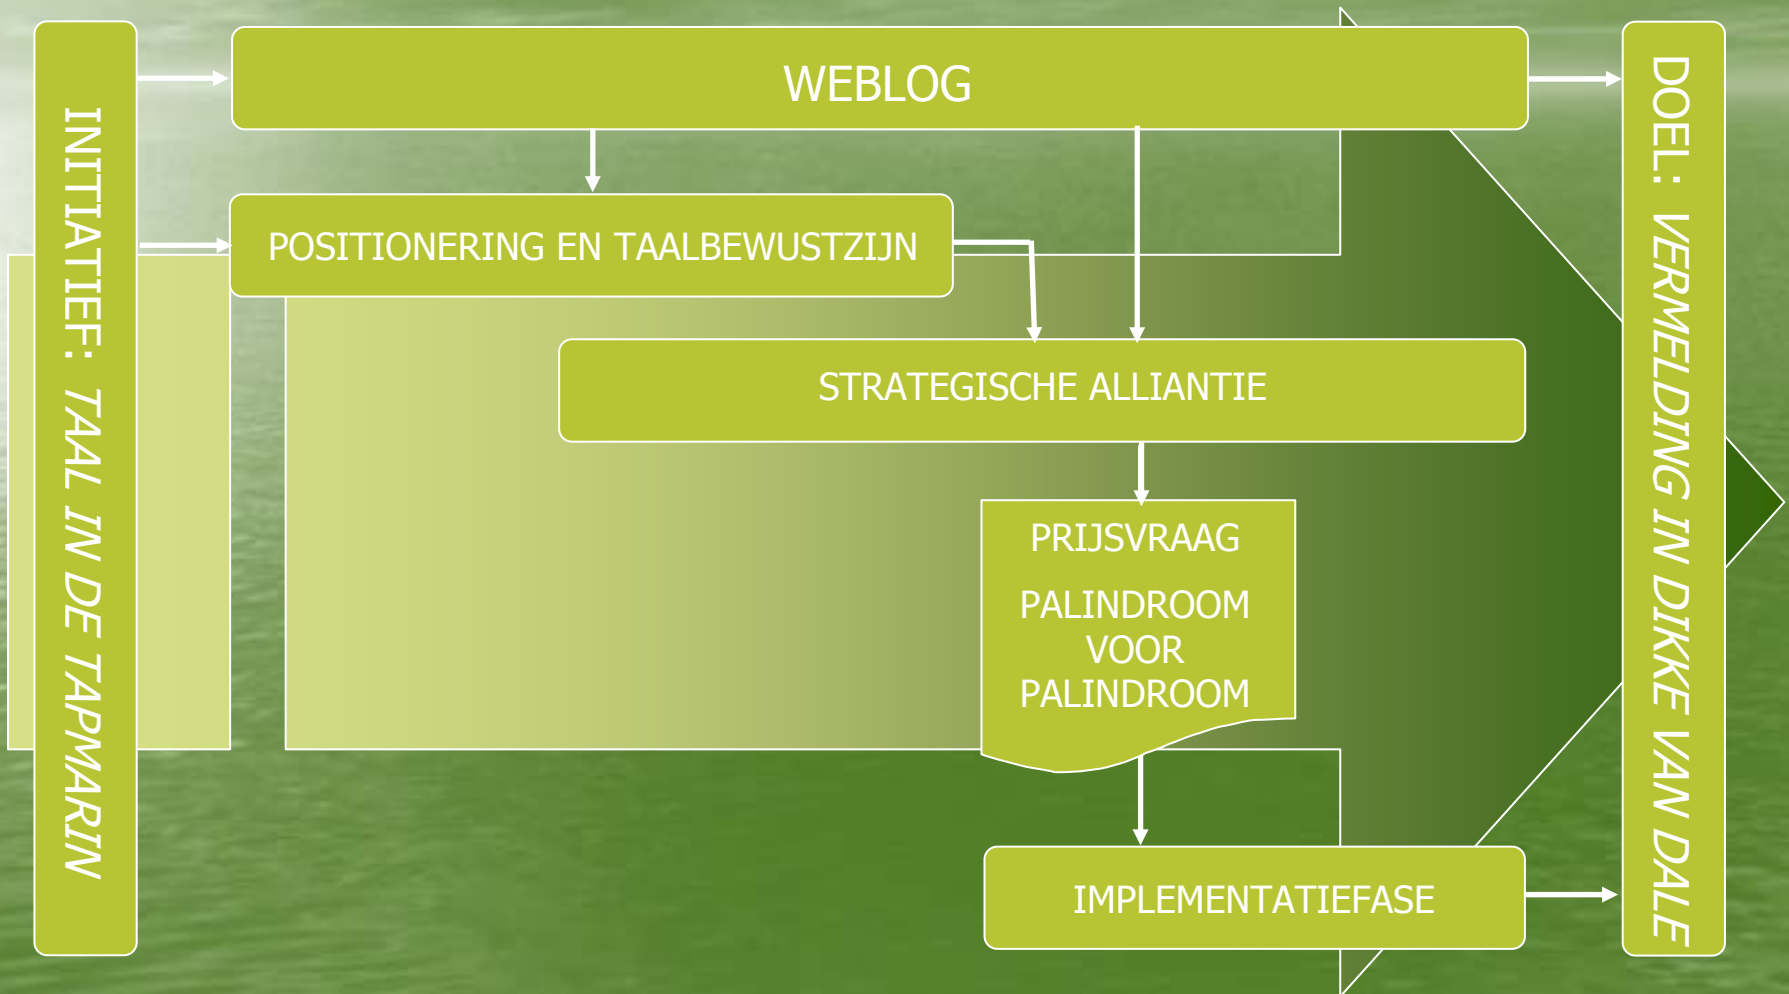 INITIATIEF: TAAL IN DE TAPMARIN
WEBLOG
POSITIONERING EN TAALBEWUSTZIJN
STRATEGISCHE ALLIANTIE
PRIJSVRAAG
PALINDROOM
VOOR
PALINDROOM
IMPLEMENTATIEFASE
DOEL: VERMELDING IN DIKKE VAN DALE